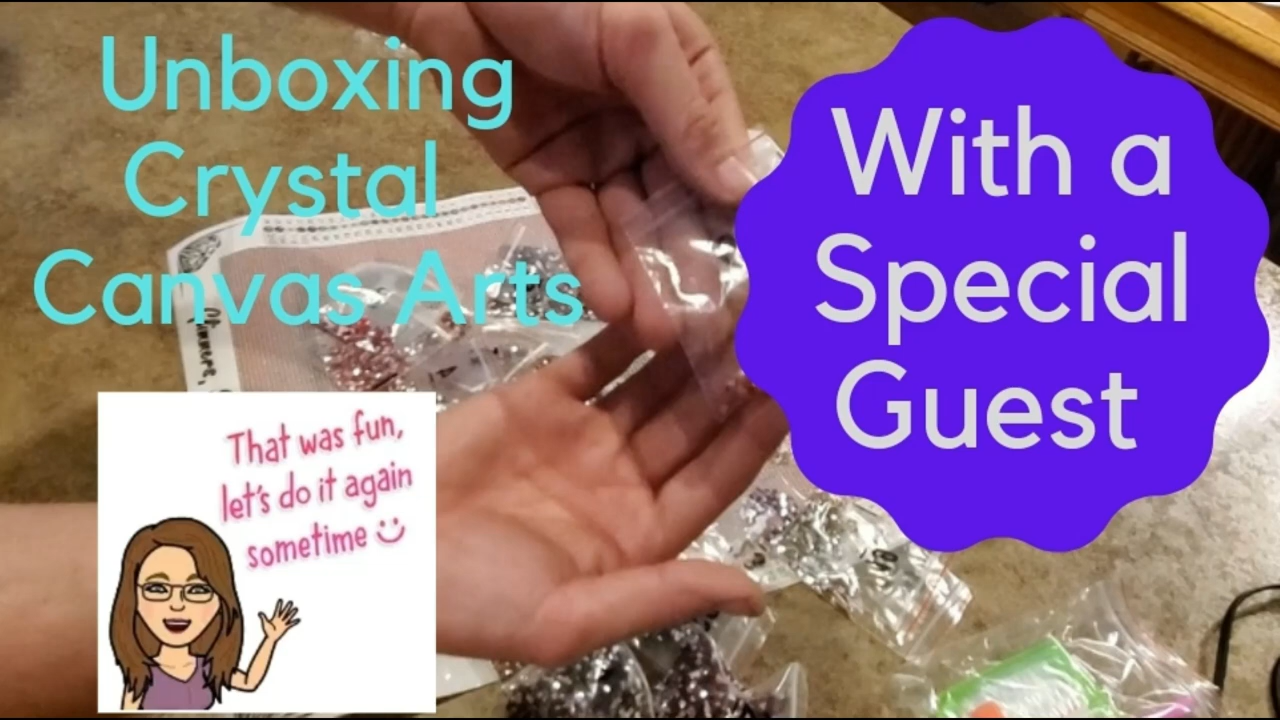 Unboxing
Crystal
Canvas Arts
With a
Special
Guest
That was fun,
let's do it again
sometime